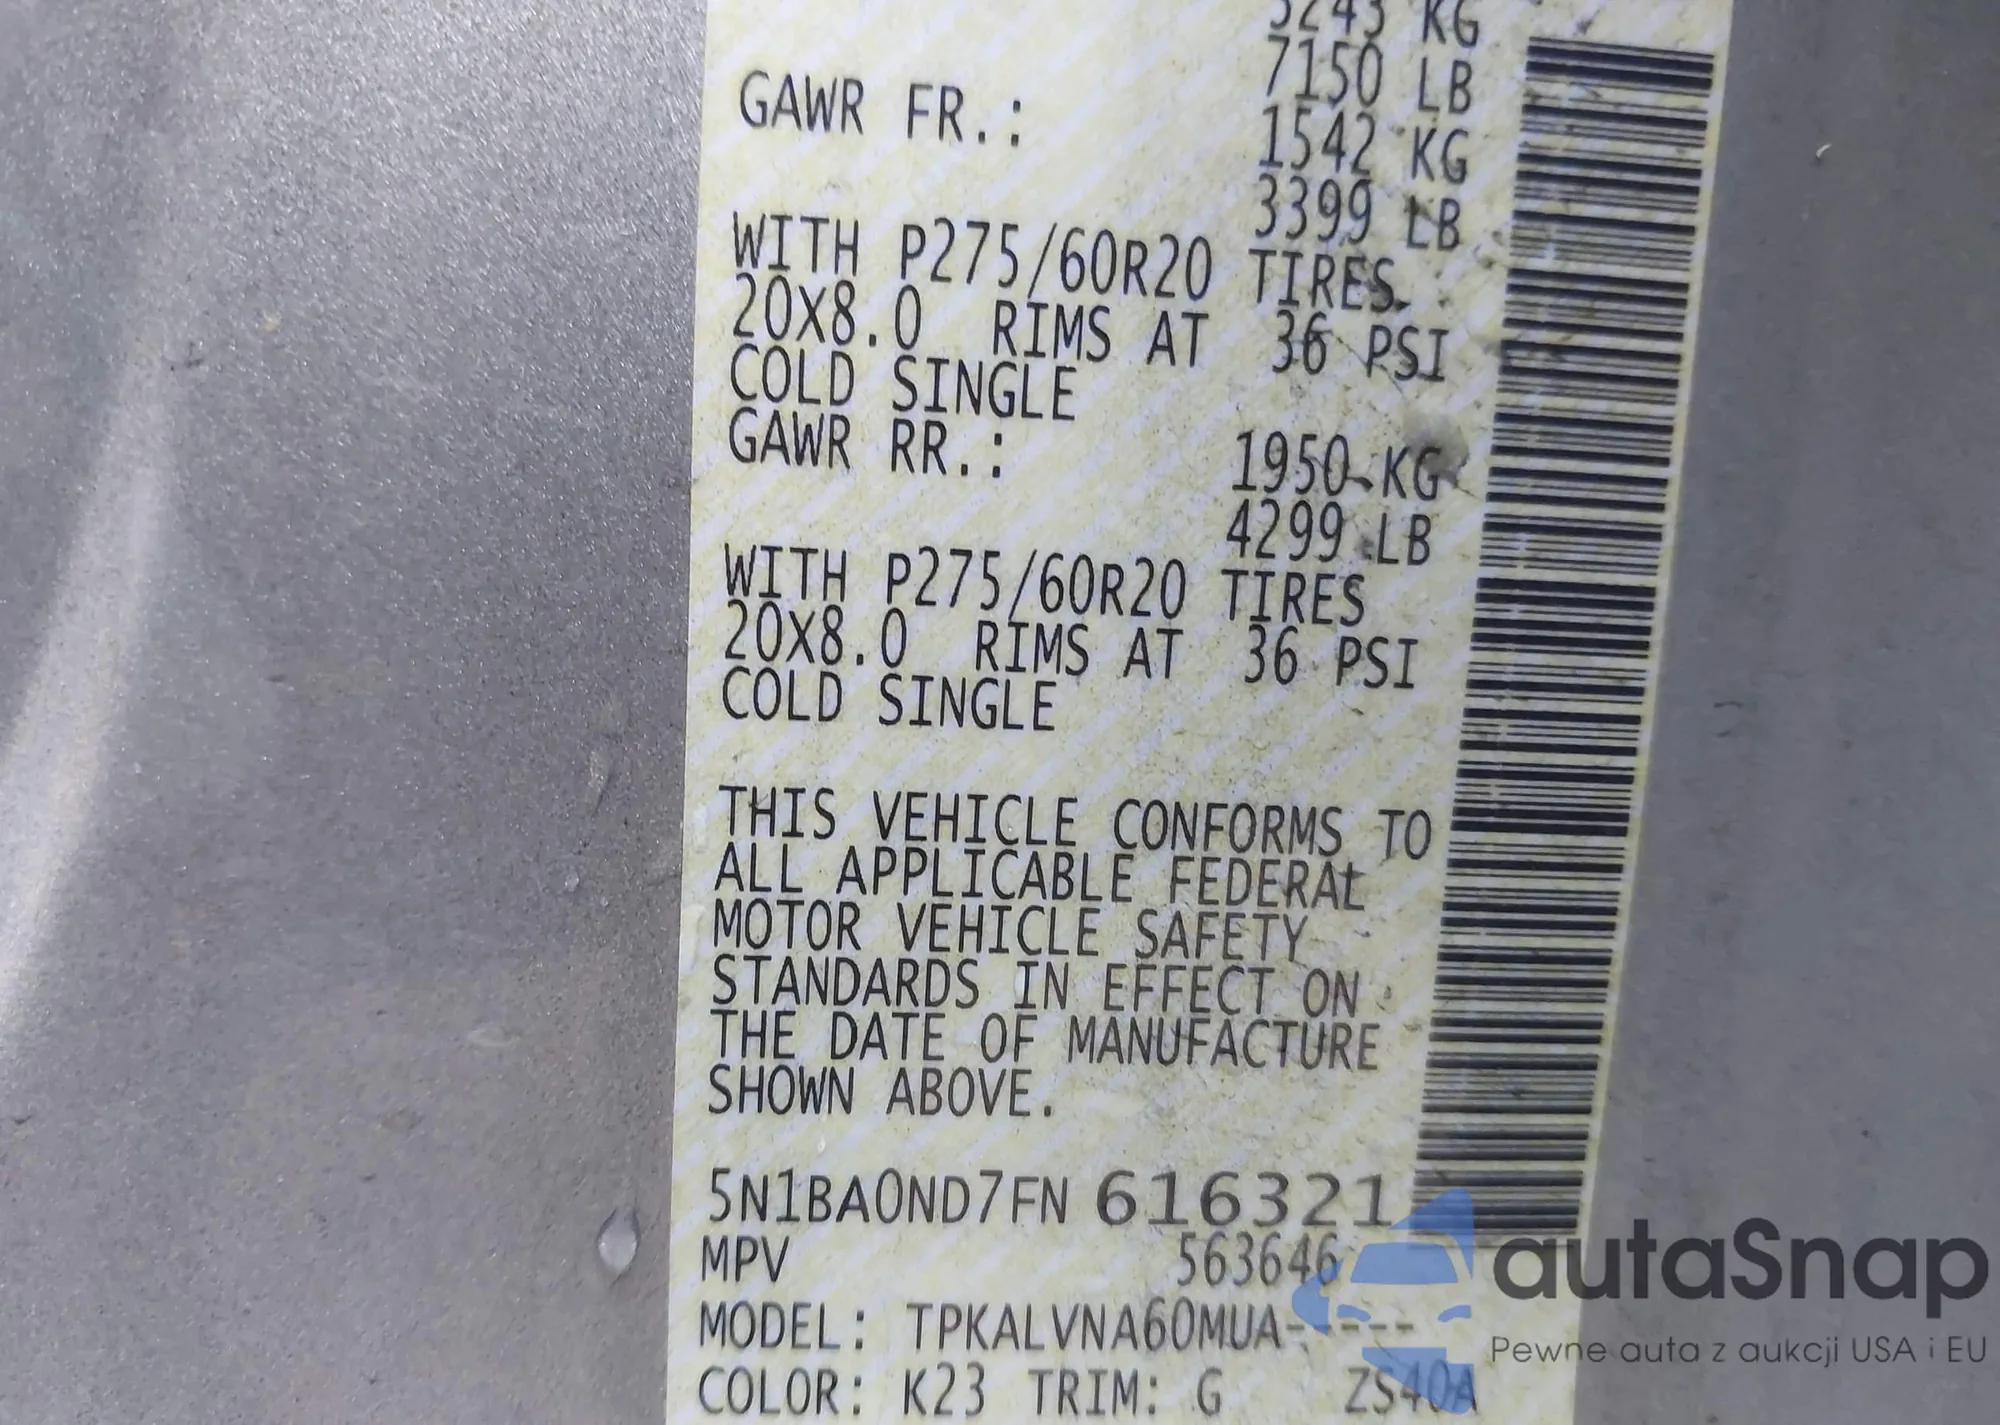 3243 KG
7150 LB
GAWR FR.:
1542 KG
3399 LB
WITH P275/60R20 TIRES
20X8.0 RIMS AT 36 PSI
COLD SINGLE
GAWR RR.:
1950 KG
4299 LB
WITH P275/60R20 TIRES
20X8.0 RIMS AT 36 PSI
COLD SINGLE
THIS VEHICLE CONFORMS TO
ALL APPLICABLE FEDERAL
MOTOR VEHICLE SAFETY
STANDARDS IN EFFECT ON
THE DATE OF MANUFACTURE
SHOWN ABOVE.
5N1BA0ND7FN 616321
MPV 563646
MODEL: TPKALVNA60MUA-----
COLOR: K23 TRIM: G ZS40A
autaSnap
Pewne auta z aukcji USA i EU